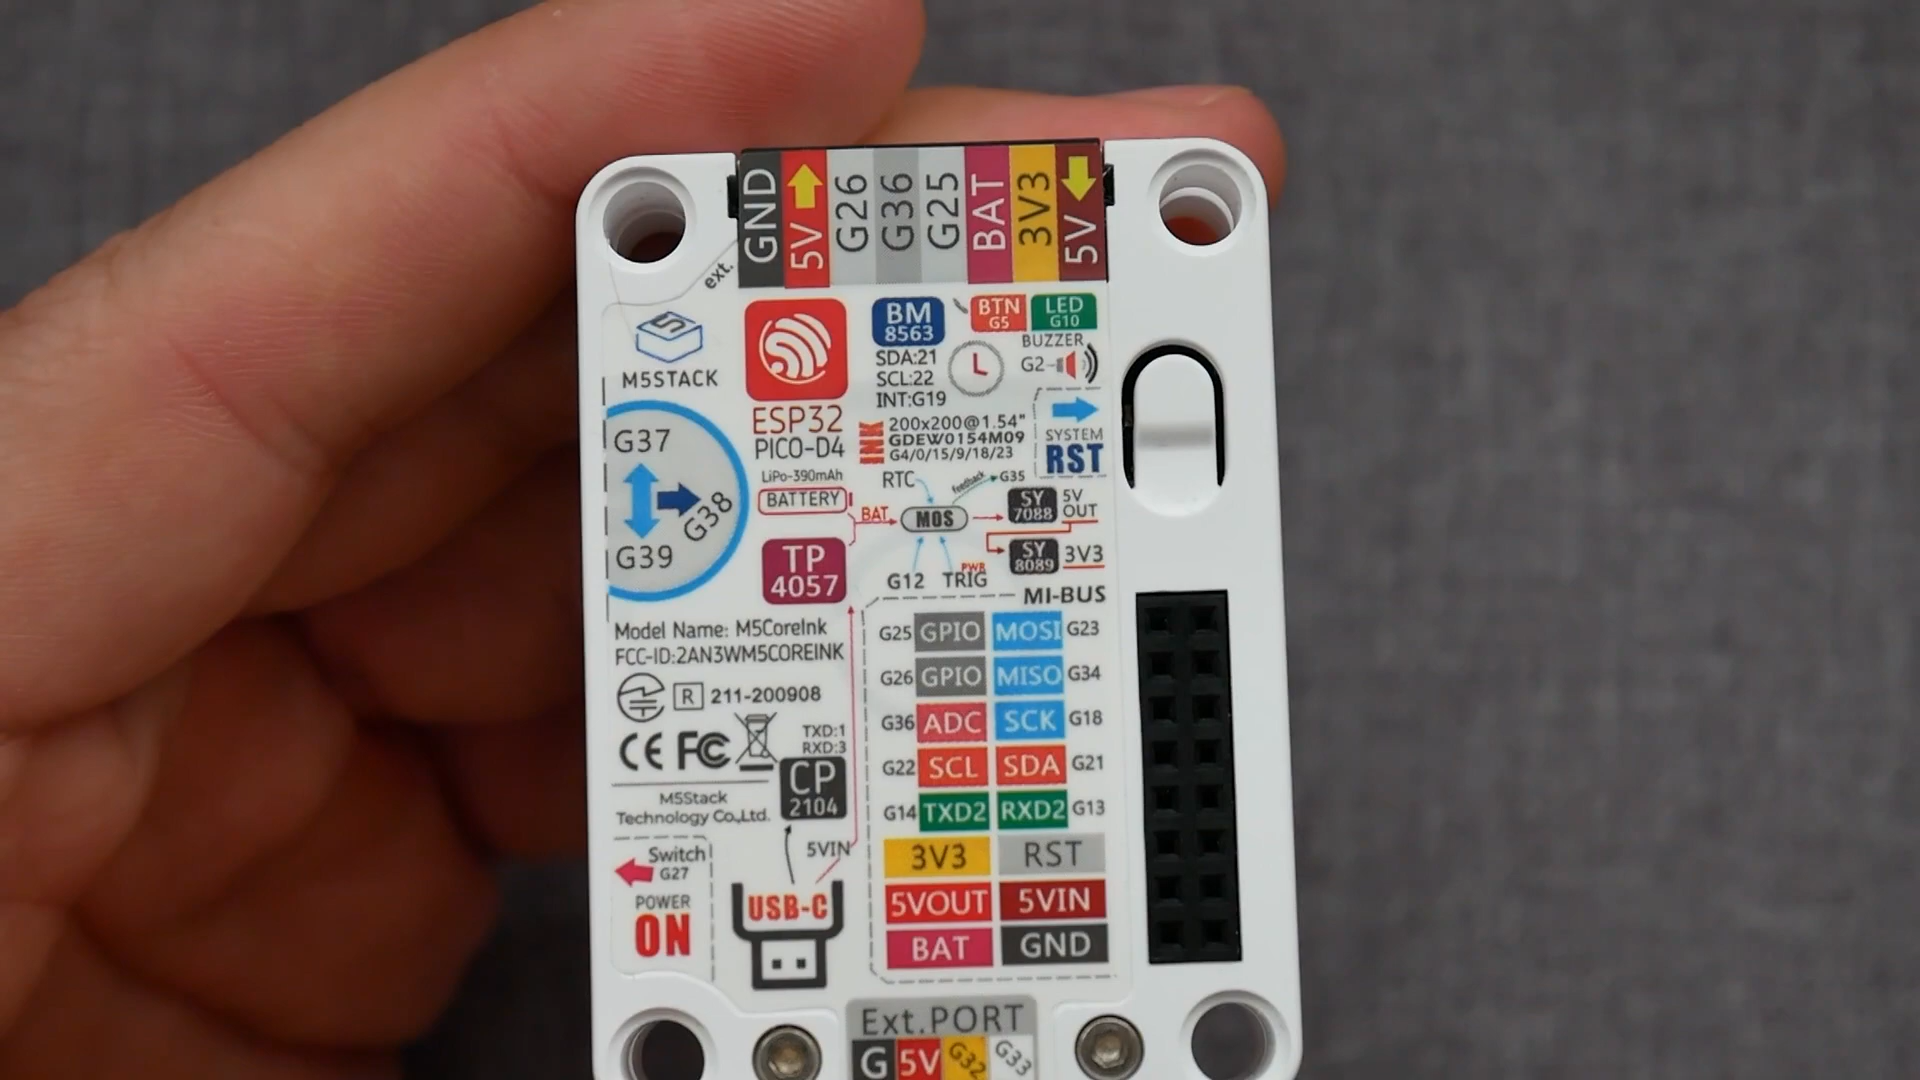 GND 5V G26 G36 G25 BAT 3V3 5V
ext.
M5STACK
ESP32
PICO-D4
BM
8563
SDA:21
SCL:22
INT:G19
BTN
G5
LED
G10
BUZZER
G2
INK
200x200@1.54"
GDEW0154M09
G4/0/15/9/18/23
SYSTEM
RST
G37
G38
G39
LiPo-390mAh
BATTERY
TP
4057
BAT
RTC
feedback
G35
MOS
SY
7088
5V
OUT
SY
8089
3V3
G12
PWR
TRIG
Model Name: M5CoreInk
FCC-ID:2AN3WM5COREINK
R 211-200908
CE FC
TXD:1
RXD:3
CP
2104
M5Stack
Technology Co.,Ltd.
5VIN
Switch
G27
POWER
ON
USB-C
MI-BUS
G25 GPIO MOSI G23
G26 GPIO MISO G34
G36 ADC SCK G18
G22 SCL SDA G21
G14 TXD2 RXD2 G13
3V3 RST
5VOUT 5VIN
BAT GND
Ext.PORT
G 5V G32 G33